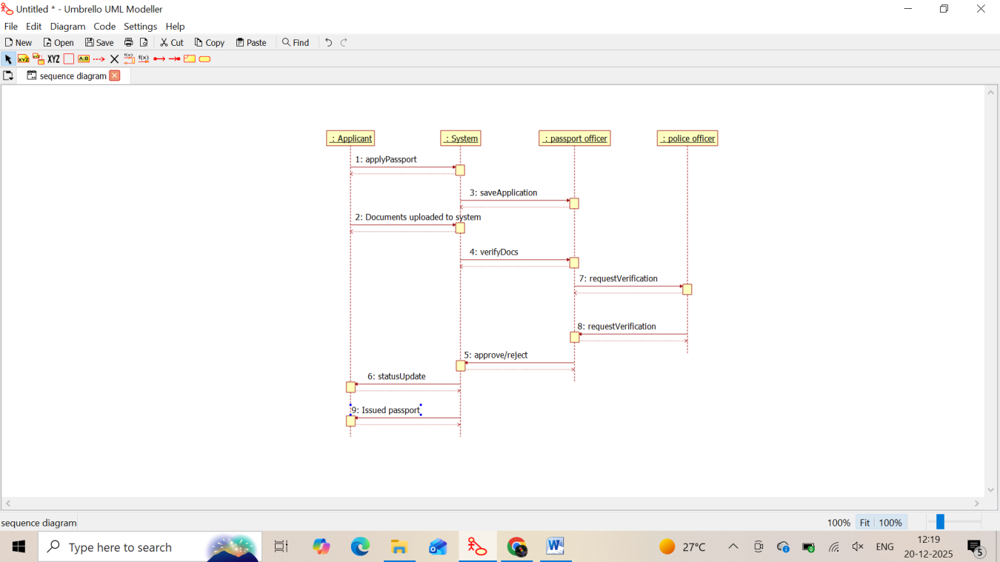 Untitled * - Umbrello UML Modeller
File Edit Diagram Code Settings Help
New Open Save Cut Copy Paste Find
XYZ XYZ A:B f(x) f(x)
sequence diagram
: Applicant : System : passport officer : police officer
1: applyPassport
3: saveApplication
2: Documents uploaded to system
4: verifyDocs
7: requestVerification
8: requestVerification
5: approve/reject
6: statusUpdate
9: Issued passport
sequence diagram 100% Fit 100%
Type here to search 27°C ENG 12:19
20-12-2025 5